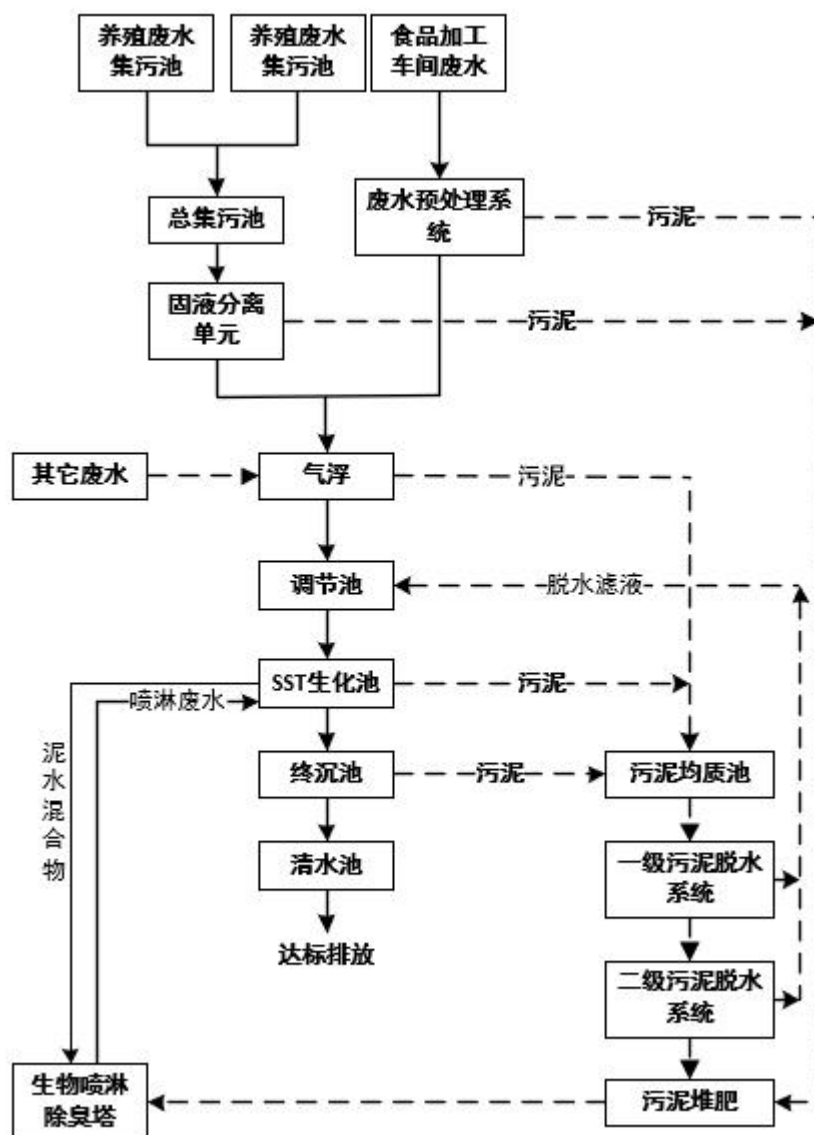 养殖废水
集污池
养殖废水
集污池
食品加工
车间废水
总集污池
废水预处理系
统
污泥
固液分离
单元
污泥
其它废水
气浮
污泥
调节池
脱水滤液
SST生化池
污泥
喷淋废水
泥水混合物
终沉池
污泥
污泥均质池
清水池
一级污泥脱水
系统
达标排放
二级污泥脱水
系统
生物喷淋
除臭塔
污泥堆肥